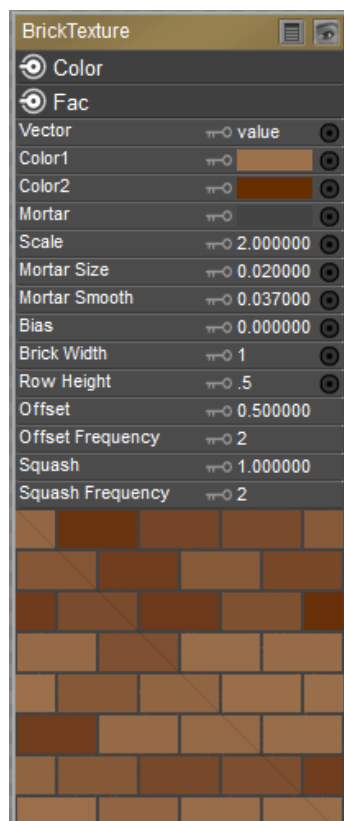 BrickTexture
Color
Fac
Vector value
Color1
Color2
Mortar
Scale 2.000000
Mortar Size 0.020000
Mortar Smooth 0.037000
Bias 0.000000
Brick Width 1
Row Height .5
Offset 0.500000
Offset Frequency 2
Squash 1.000000
Squash Frequency 2